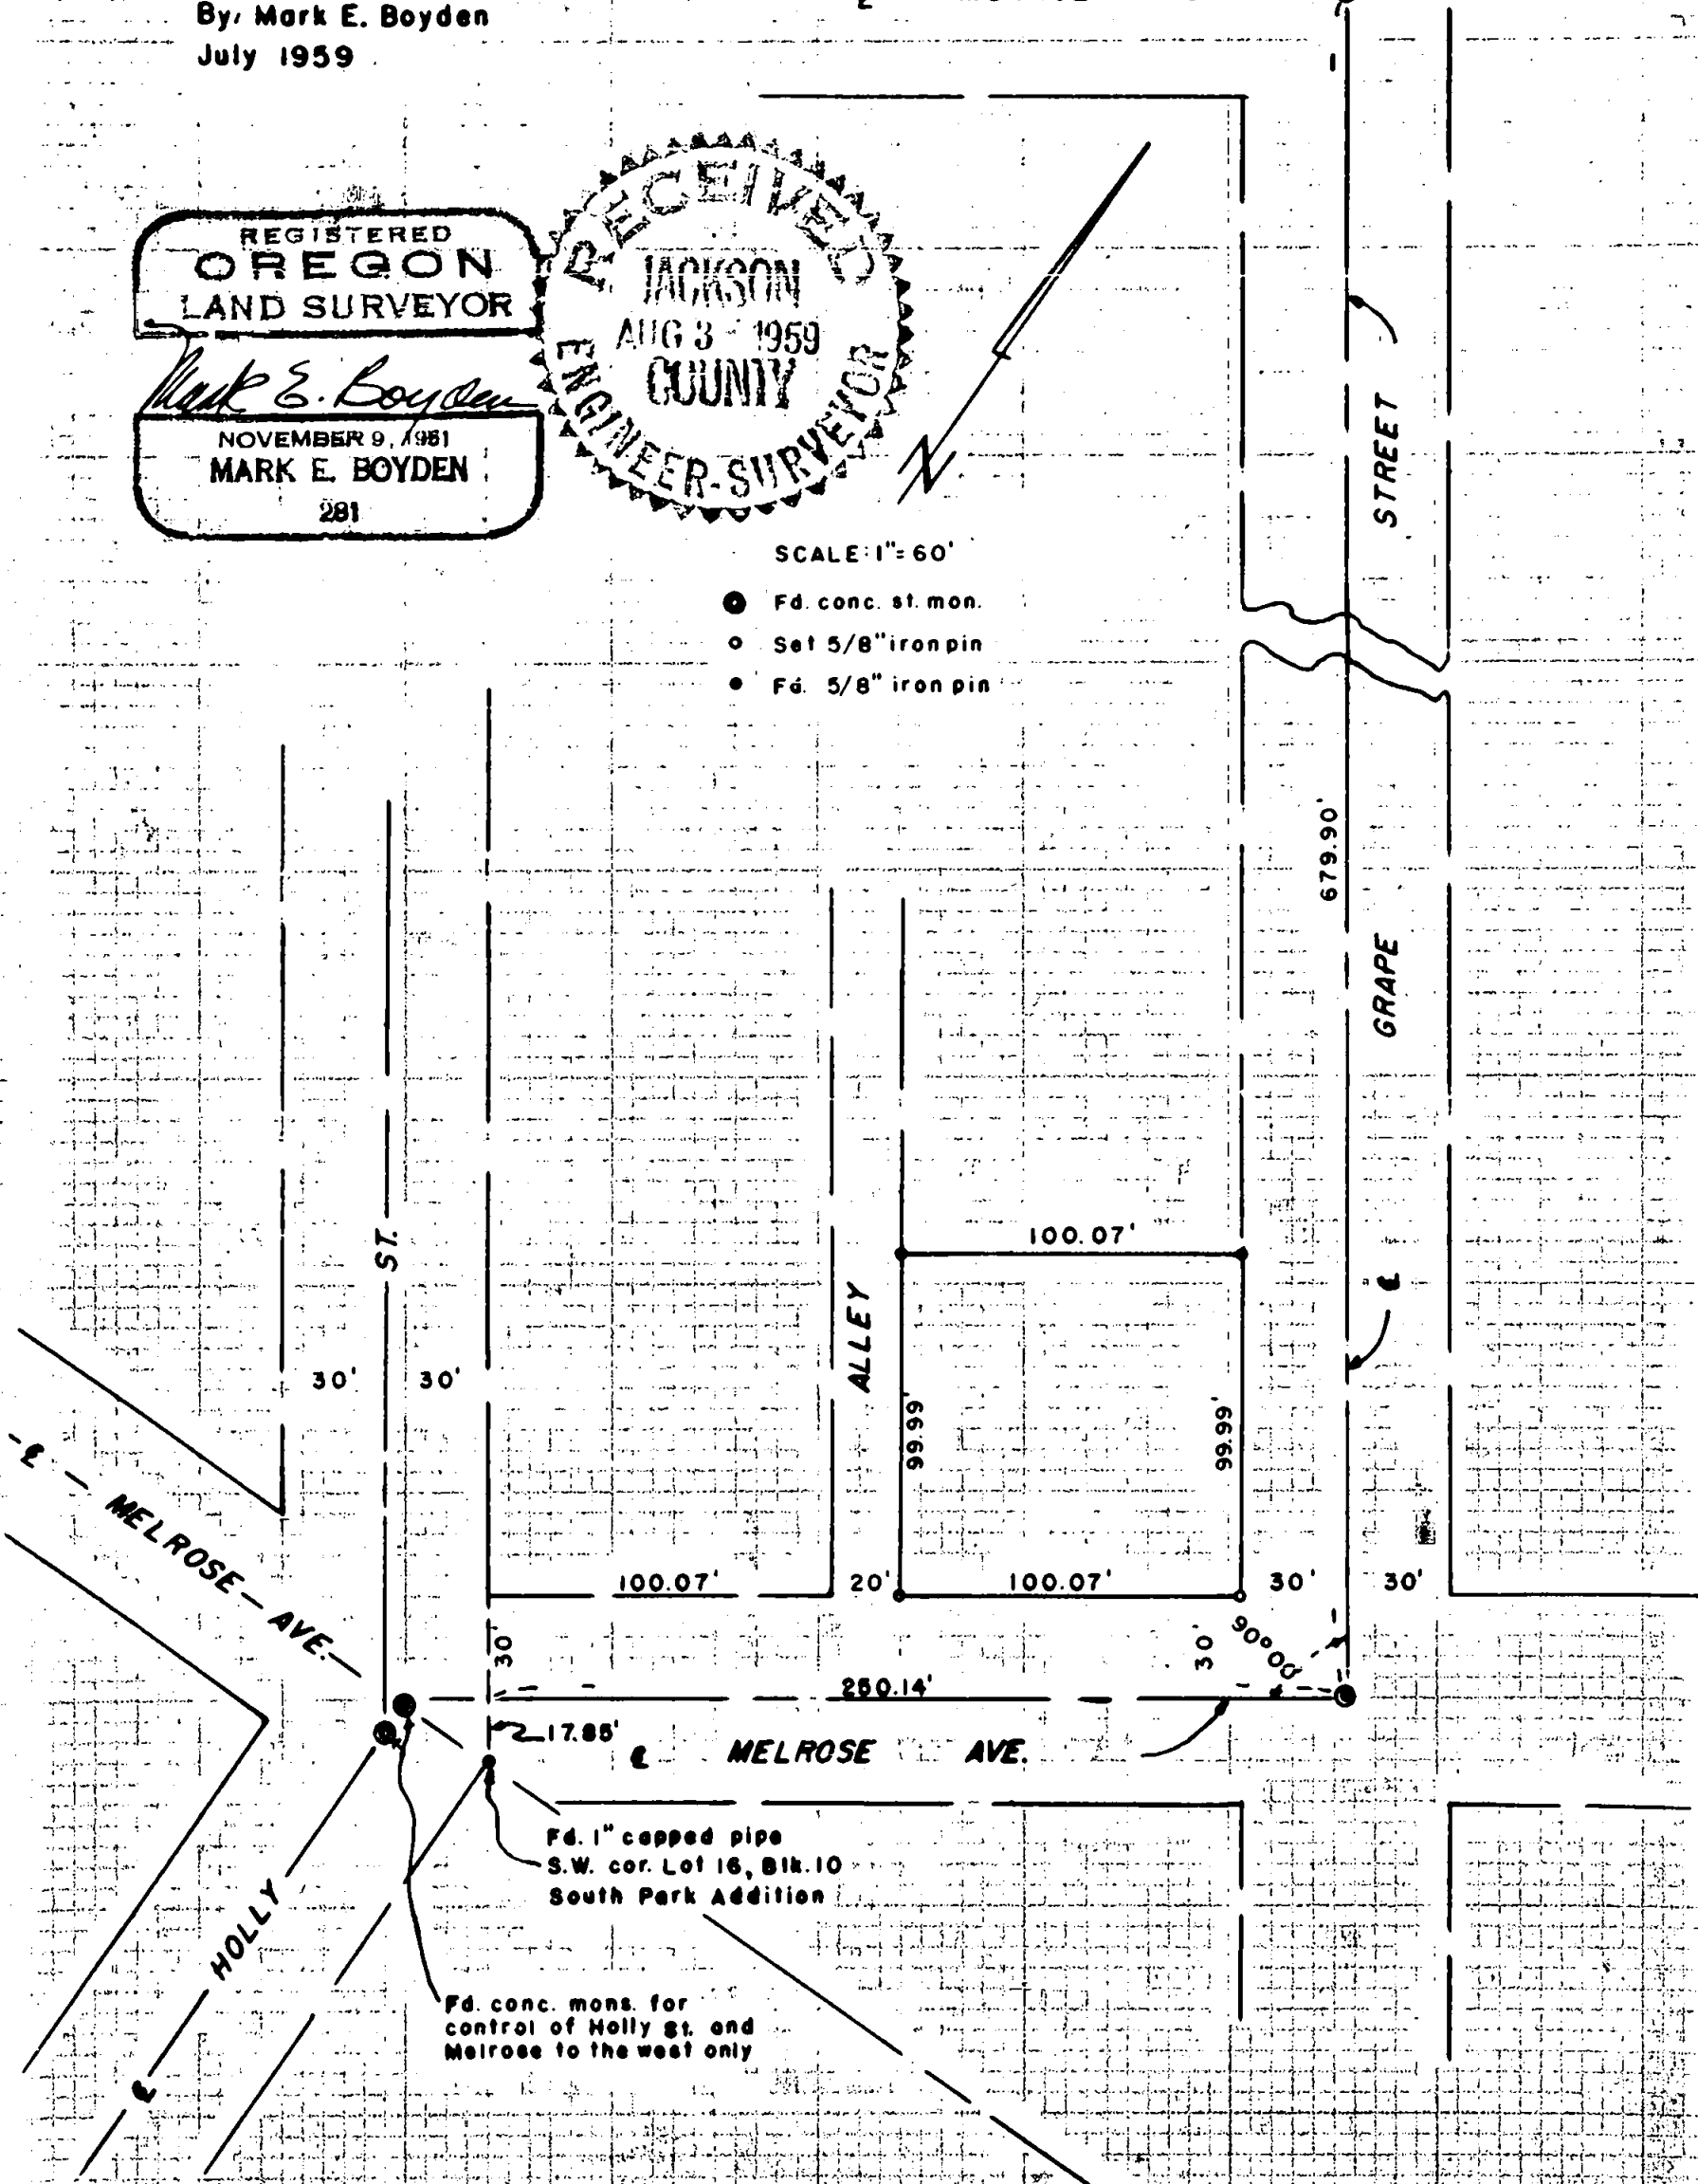 By, Mark E. Boyden
July 1959
REGISTERED
OREGON
LAND SURVEYOR
Mark E. Boyden
NOVEMBER 9, 1951
MARK E. BOYDEN
281
RECEIVED
JACKSON
AUG 3 - 1959
COUNTY
ENGINEER-SURVEYOR
N
SCALE: 1"= 60'
Fd. conc. st. mon.
Set 5/8" iron pin
Fd. 5/8" iron pin
STREET
679.90'
GRAPE
100.07'
ST.
ALLEY
30'
30'
99.99'
99.99'
℄
℄ MELROSE AVE.
100.07'
20'
100.07'
30'
30'
30'
30'
90°00'
250.14'
17.85'
℄ MELROSE AVE.
Fd. 1" capped pipe
S.W. cor. Lot 16, Blk. 10
South Park Addition
HOLLY
℄
Fd. conc. mons. for
control of Holly St. and
Melrose to the west only